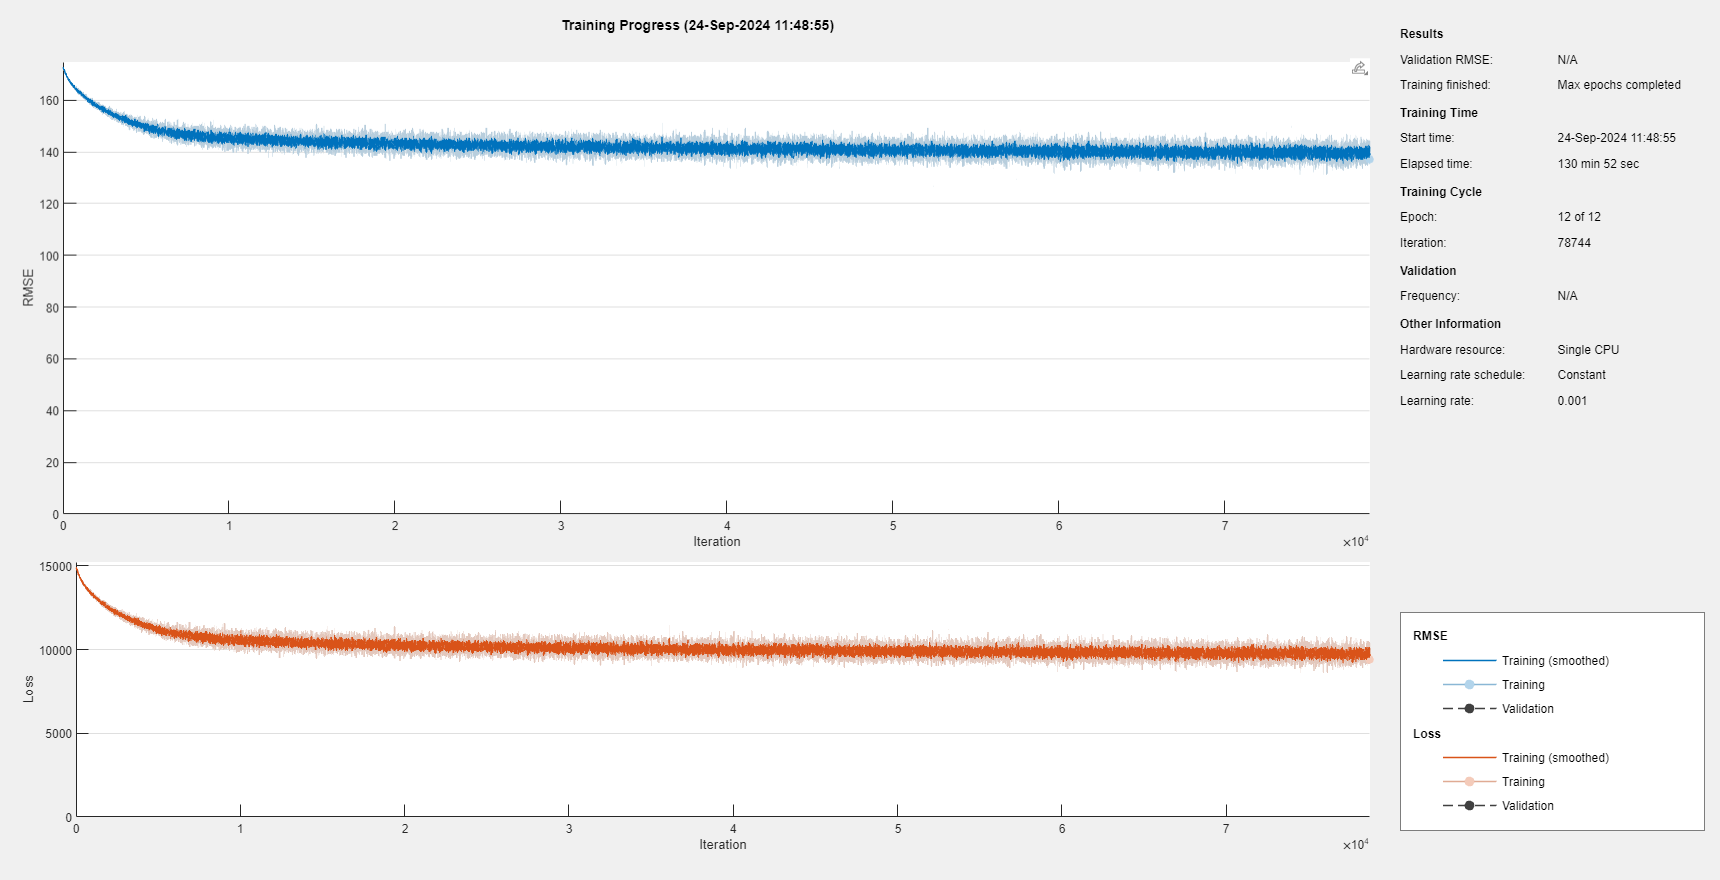 Training Progress (24-Sep-2024 11:48:55)
160
140
120
100
80
60
40
20
0
RMSE
0 1 2 3 4 5 6 7
Iteration
×10⁴
15000
10000
5000
0
Loss
0 1 2 3 4 5 6 7
Iteration
×10⁴
Results
Validation RMSE: N/A
Training finished: Max epochs completed
Training Time
Start time: 24-Sep-2024 11:48:55
Elapsed time: 130 min 52 sec
Training Cycle
Epoch: 12 of 12
Iteration: 78744
Validation
Frequency: N/A
Other Information
Hardware resource: Single CPU
Learning rate schedule: Constant
Learning rate: 0.001
RMSE
Training (smoothed)
Training
Validation
Loss
Training (smoothed)
Training
Validation